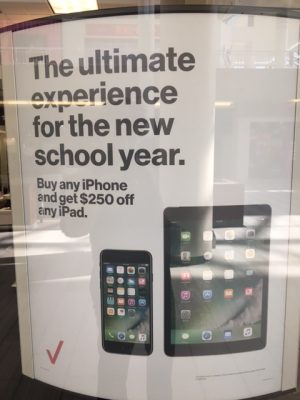 The ultimate
experience
for the new
school year.
Buy any iPhone
and get $250 off
any iPad.